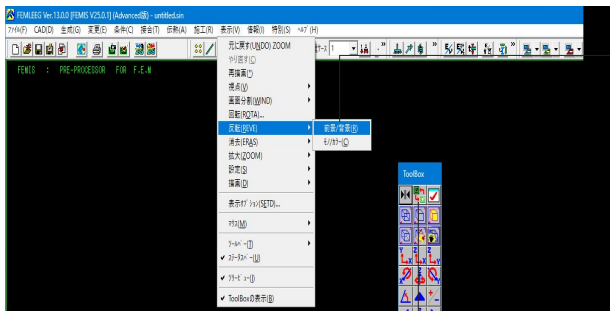 FEMLEEG Ver.13.0.0 [FEMIS V25.0.1] (Advanced版) - untitled.sin
ファイル(F) CAD(D) 生成(G) 変更(E) 条件(C) 接合(T) 伝熱(A) 施工(R) 表示(V) 情報(I) 特別(S) ヘルプ(H)
FEMIS : PRE-PROCESSOR FOR F.E.M
元に戻す(UNDO) ZOOM
やり直す(C)
再描画(*)
視点(V)
画面分割(WIND)
回転(ROTA)...
反転(REVE)
前景/背景(R)
モノカラー(C)
消去(ERAS)
拡大(ZOOM)
設定(S)
描画(D)
表示オプション(SETD)...
マウス(M)
ツールバー(T)
ステータスバー(U)
フリービュー(J)
ToolBoxの表示(B)
ToolBox